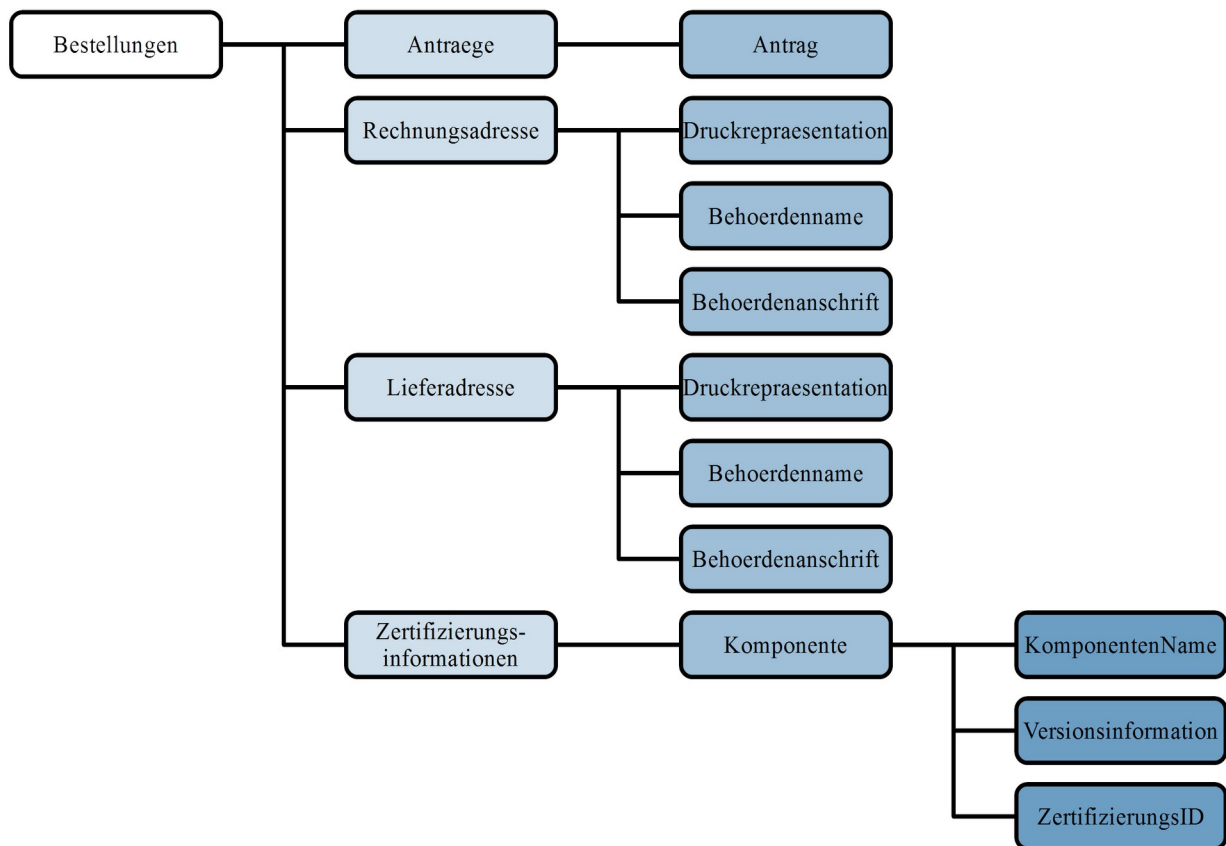 Bestellungen
Antraege
Antrag
Rechnungsadresse
Druckrepraesentation
Behoerdenname
Behoerdenanschrift
Lieferadresse
Druckrepraesentation
Behoerdenname
Behoerdenanschrift
Zertifizierungs-
informationen
Komponente
KomponentenName
Versionsinformation
ZertifizierungsID